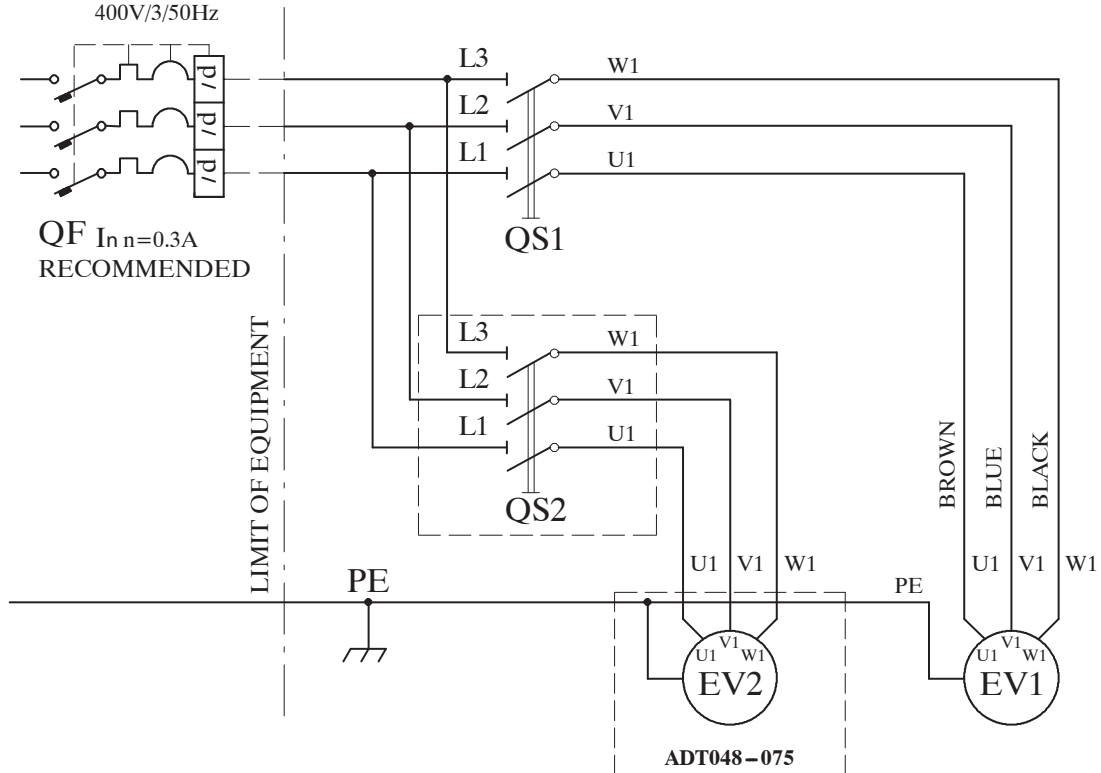 400V/3/50Hz
L3
W1
L2
V1
L1
U1
/d
/d
/d
QF In n=0.3A
RECOMMENDED
QS1
LIMIT OF EQUIPMENT
L3
W1
L2
V1
L1
U1
QS2
BROWN
BLUE
BLACK
U1 V1 W1
U1 V1 W1
PE
PE
U1 V1 W1
EV2
U1 V1 W1
EV1
ADT048-075